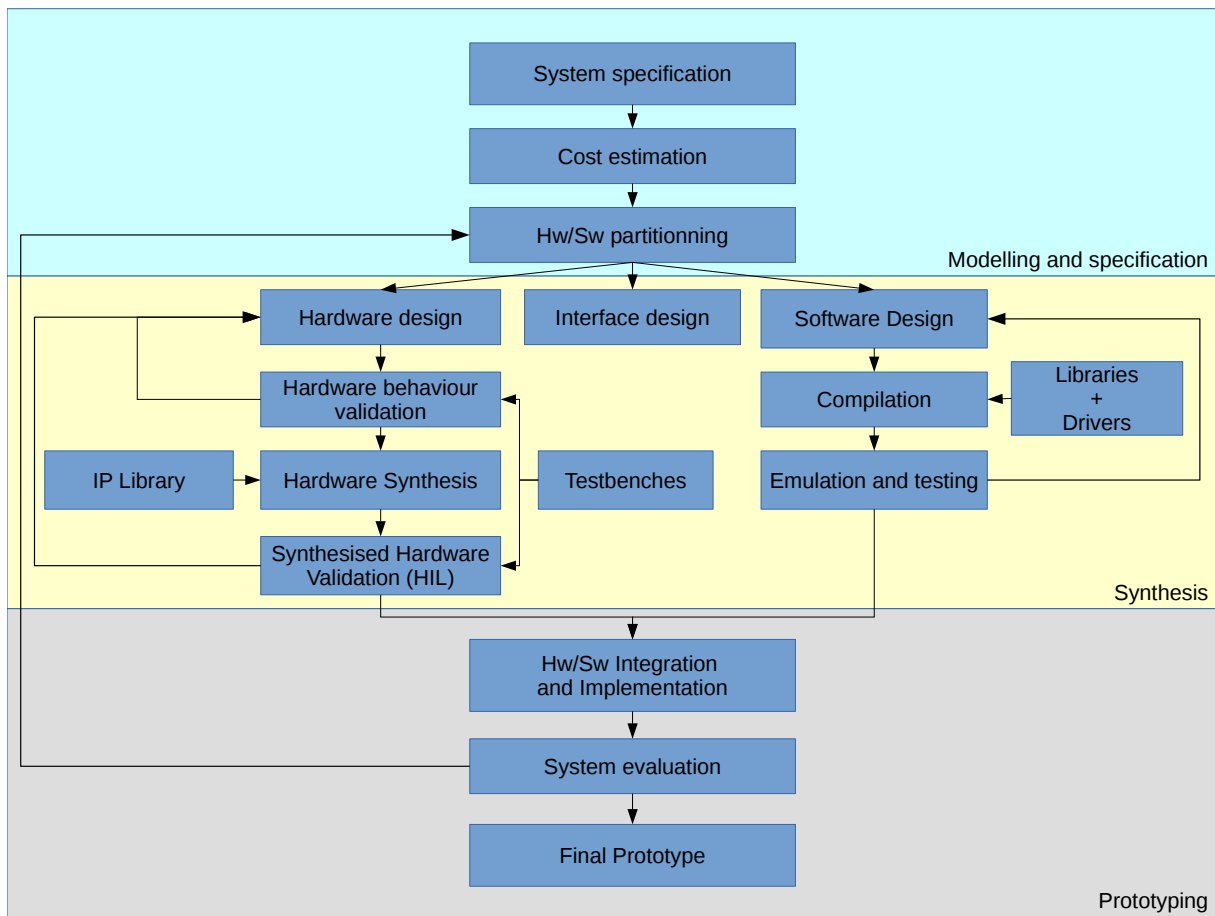 System specification
Cost estimation
Hw/Sw partitionning
Modelling and specification
Hardware design
Interface design
Software Design
Hardware behaviour
validation
Compilation
Libraries
+
Drivers
IP Library
Hardware Synthesis
Testbenches
Emulation and testing
Synthesised Hardware
Validation (HIL)
Synthesis
Hw/Sw Integration
and Implementation
System evaluation
Final Prototype
Prototyping